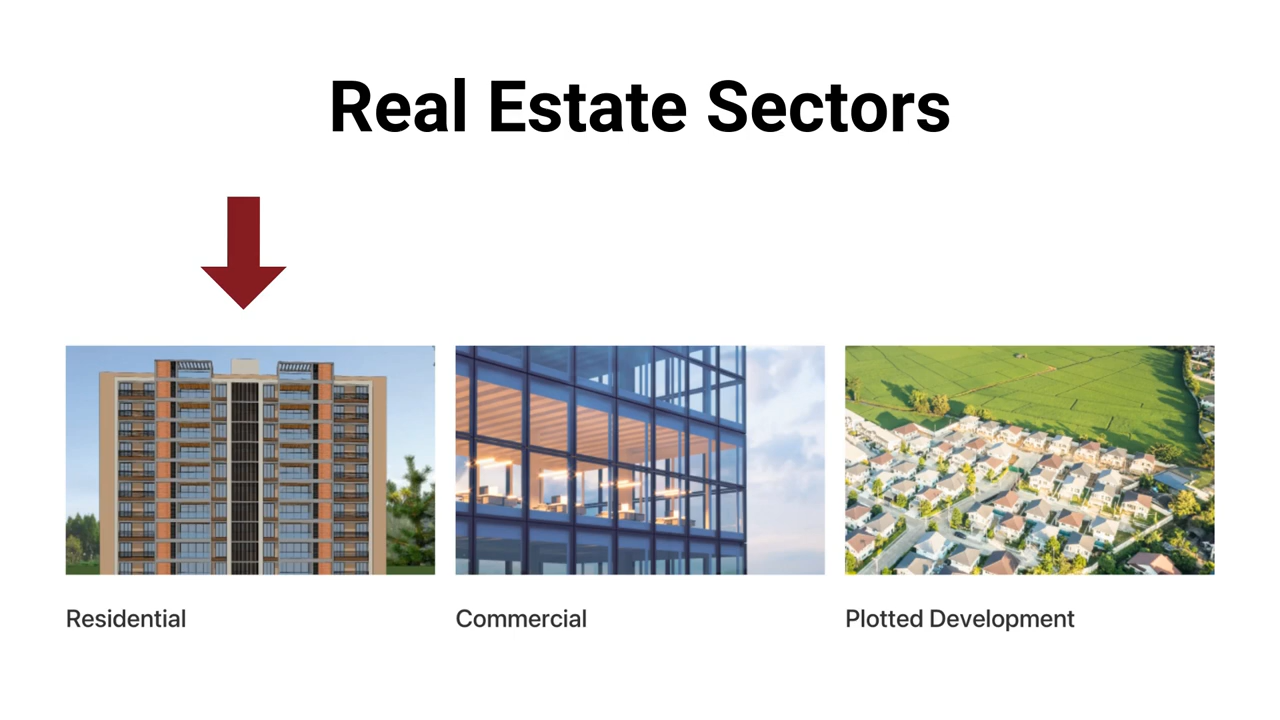 Real Estate Sectors
Residential
Commercial
Plotted Development